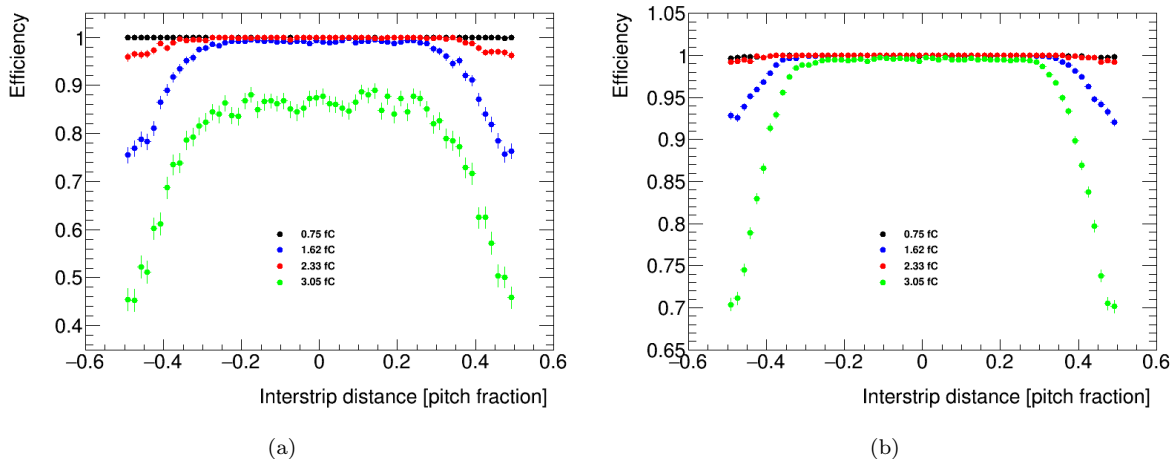 Efficiency
1
0.9
0.8
0.7
0.6
0.5
0.4
0.75 fC
1.62 fC
2.33 fC
3.05 fC
−0.6 −0.4 −0.2 0 0.2 0.4 0.6
Interstrip distance [pitch fraction]
(a)
Efficiency
1.05
1
0.95
0.9
0.85
0.8
0.75
0.7
0.65
0.75 fC
1.62 fC
2.33 fC
3.05 fC
−0.6 −0.4 −0.2 0 0.2 0.4 0.6
Interstrip distance [pitch fraction]
(b)